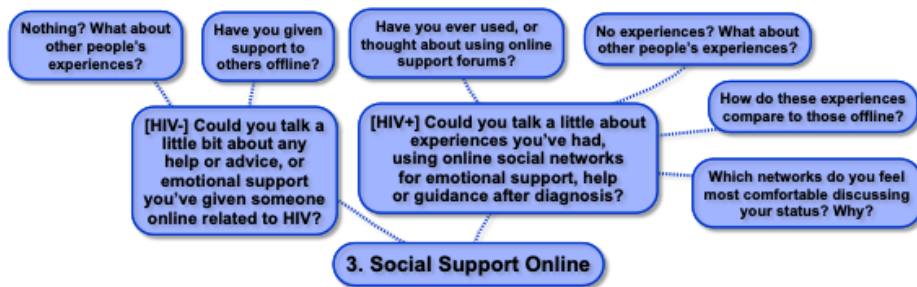 Nothing? What about
other people's
experiences?
Have you given
support to
others offline?
Have you ever used, or
thought about using online
support forums?
No experiences? What about
other people's experiences?
How do these experiences
compare to those offline?
[HIV-] Could you talk a
little bit about any
help or advice, or
emotional support
you've given someone
online related to HIV?
[HIV+] Could you talk a little about
experiences you've had,
using online social networks
for emotional support, help
or guidance after diagnosis?
Which networks do you feel
most comfortable discussing
your status? Why?
3. Social Support Online